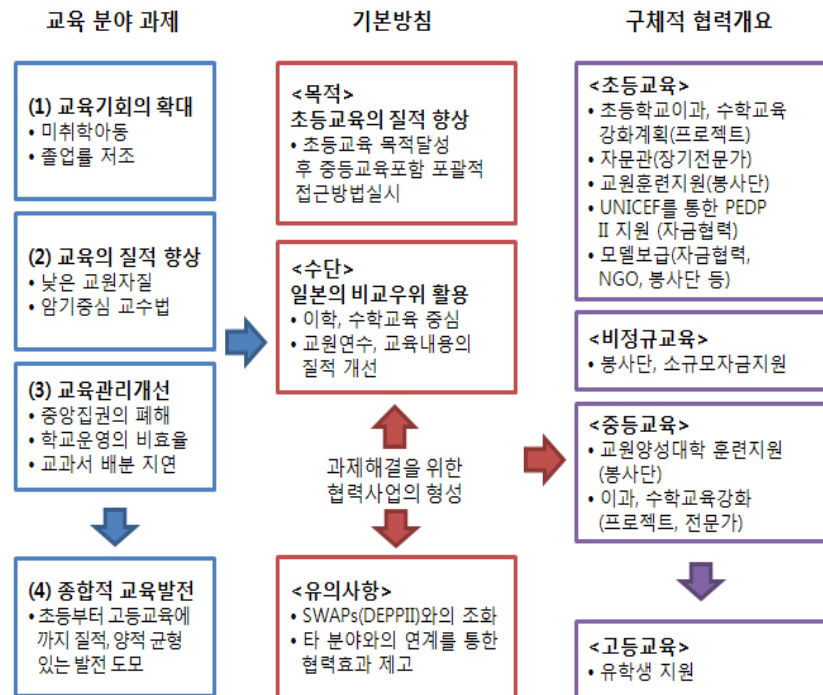 교육 분야 과제
(1) 교육기회의 확대
• 미취학아동
• 졸업률 저조
(2) 교육의 질적 향상
• 낮은 교원자질
• 암기중심 교수법
(3) 교육관리개선
• 중앙집권의 폐해
• 학교운영의 비효율
• 교과서 배분 지연
(4) 종합적 교육발전
• 초등부터 고등교육에
까지 질적, 양적 균형
있는 발전 도모
기본방침
<목적>
초등교육의 질적 향상
• 초등교육 목적달성
후 중등교육포함 포괄적
접근방법실시
<수단>
일본의 비교우위 활용
• 이학, 수학교육 중심
• 교원연수, 교육내용의
질적 개선
과제해결을 위한
협력사업의 형성
<유의사항>
• SWAPs(DEPPII)와의 조화
• 타 분야와의 연계를 통한
협력효과 제고
구체적 협력개요
<초등교육>
• 초등학교이과, 수학교육
강화계획(프로젝트)
• 자문관(장기전문가)
• 교원훈련지원(봉사단)
• UNICEF를 통한 PEDP
II 지원 (자금협력)
• 모델보급(자금협력,
NGO, 봉사단 등)
<비정규교육>
• 봉사단, 소규모자금지원
<중등교육>
• 교원양성대학 훈련지원
(봉사단)
• 이과, 수학교육강화
(프로젝트, 전문가)
<고등교육>
• 유학생 지원